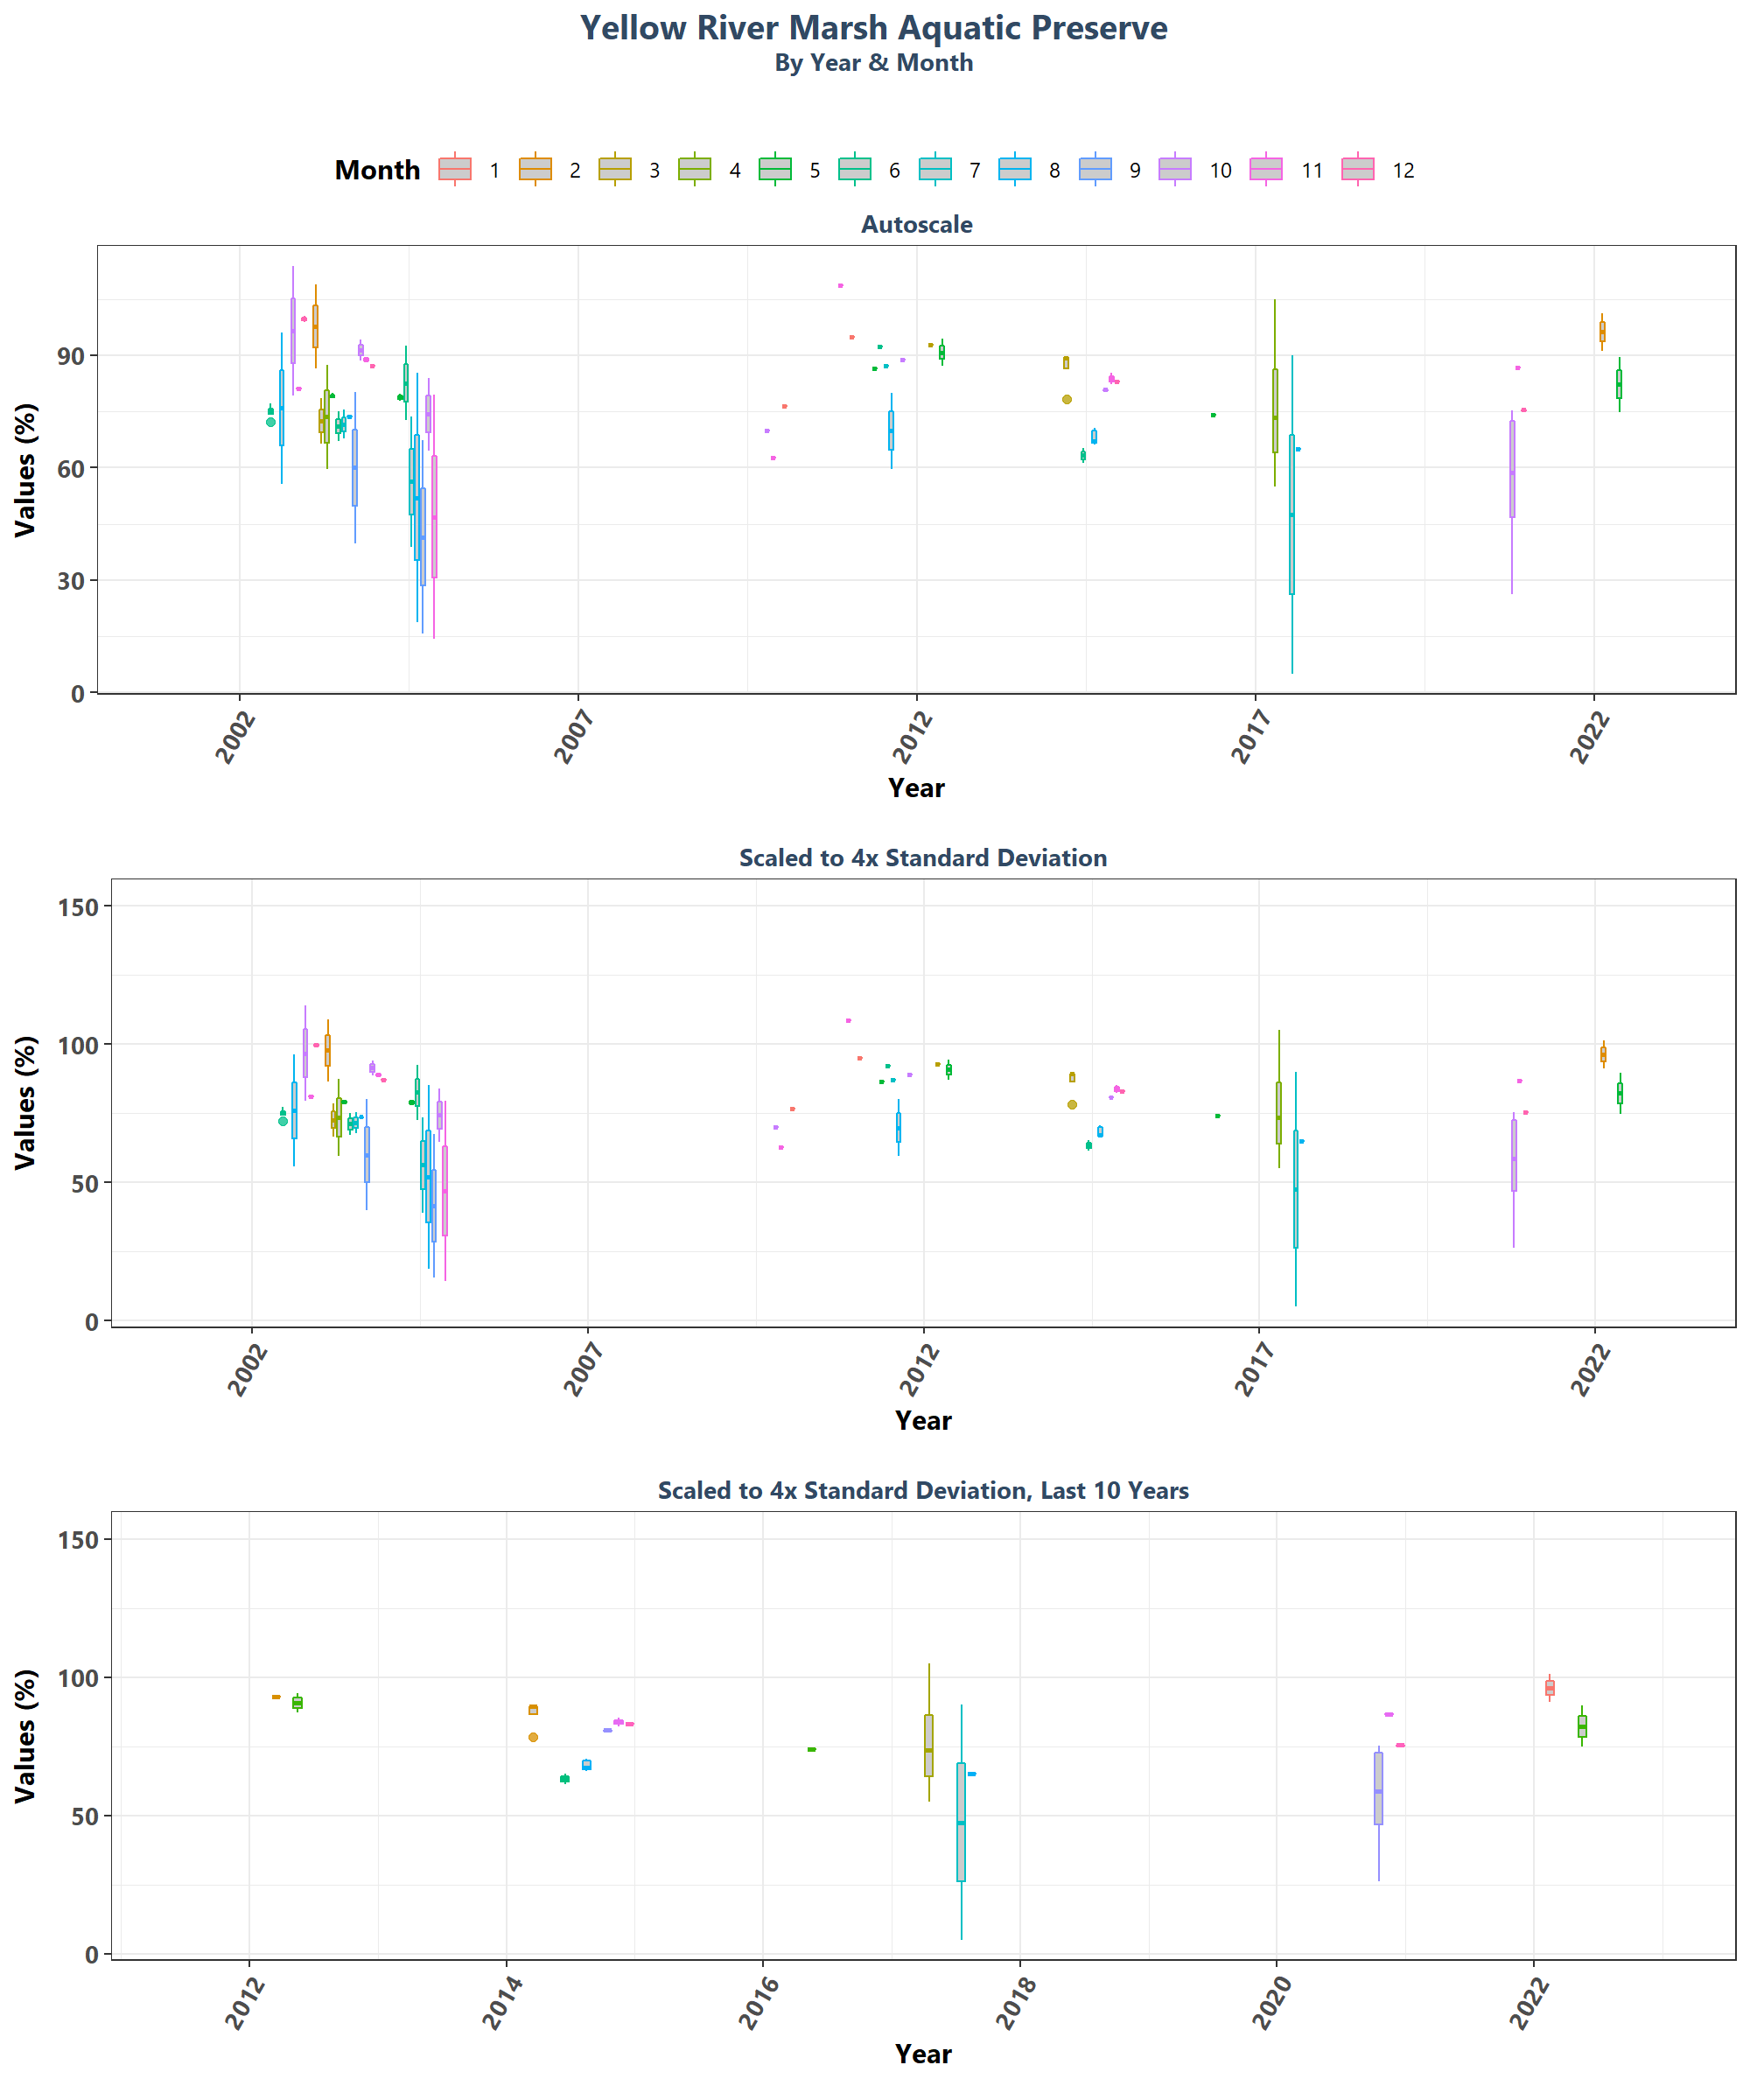 Yellow River Marsh Aquatic Preserve
By Year & Month
Month 1 2 3 4 5 6 7 8 9 10 11 12
Autoscale
Values (%)
90
60
30
0
2002 2007 2012 2017 2022
Year
Scaled to 4x Standard Deviation
Values (%)
150
100
50
0
2002 2007 2012 2017 2022
Year
Scaled to 4x Standard Deviation, Last 10 Years
Values (%)
150
100
50
0
2012 2014 2016 2018 2020 2022
Year